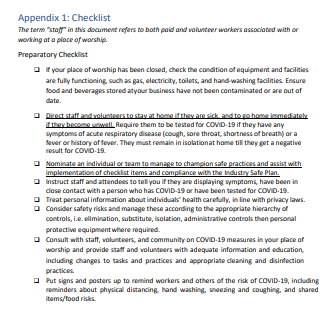 Appendix 1: Checklist
The term "staff" in this document refers to both paid and volunteer workers associated with or
working at a place of worship.
Preparatory Checklist
If your place of worship has been closed, check the condition of equipment and facilities
are fully functioning, such as gas, electricity, toilets, and hand-washing facilities. Ensure
food and beverages stored atyour business have not been contaminated or are out of
date.
Direct staff and volunteers to stay at home if they are sick, and to go home immediately
if they become unwell. Require them to be tested for COVID-19 if they have any
symptoms of acute respiratory disease (cough, sore throat, shortness of breath) or a
fever or history of fever. They must remain in isolationat home till they get a negative
result for COVID-19.
Nominate an individual or team to manage to champion safe practices and assist with
implementation of checklist items and compliance with the Industry Safe Plan.
Instruct staff and attendees to tell you if they are displaying symptoms, have been in
close contact with a person who has COVID-19 or have been tested for COVID-19.
Treat personal information about individuals' health carefully, in line with privacy laws.
Consider safety risks and manage these according to the appropriate hierarchy of
controls, i.e. elimination, substitute, isolation, administrative controls then personal
protective equipment where required.
Consult with staff, volunteers, and community on COVID-19 measures in your place of
worship and provide staff and volunteers with adequate information and education,
including changes to tasks and practices and appropriate cleaning and disinfection
practices.
Put signs and posters up to remind workers and others of the risk of COVID-19, including
reminders about physical distancing, hand washing, sneezing and coughing, and shared
items/food risks.